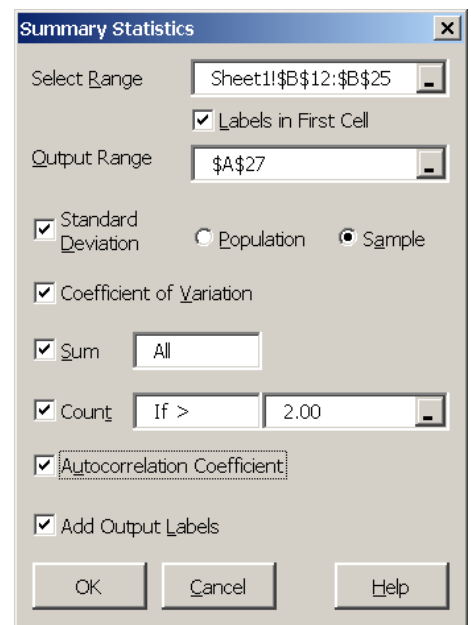 Summary Statistics
Select Range Sheet1!$B$12:$B$25
Labels in First Cell
Output Range $A$27
Standard Deviation Population Sample
Coefficient of Variation
Sum All
Count If > 2.00
Autocorrelation Coefficient
Add Output Labels
OK Cancel Help